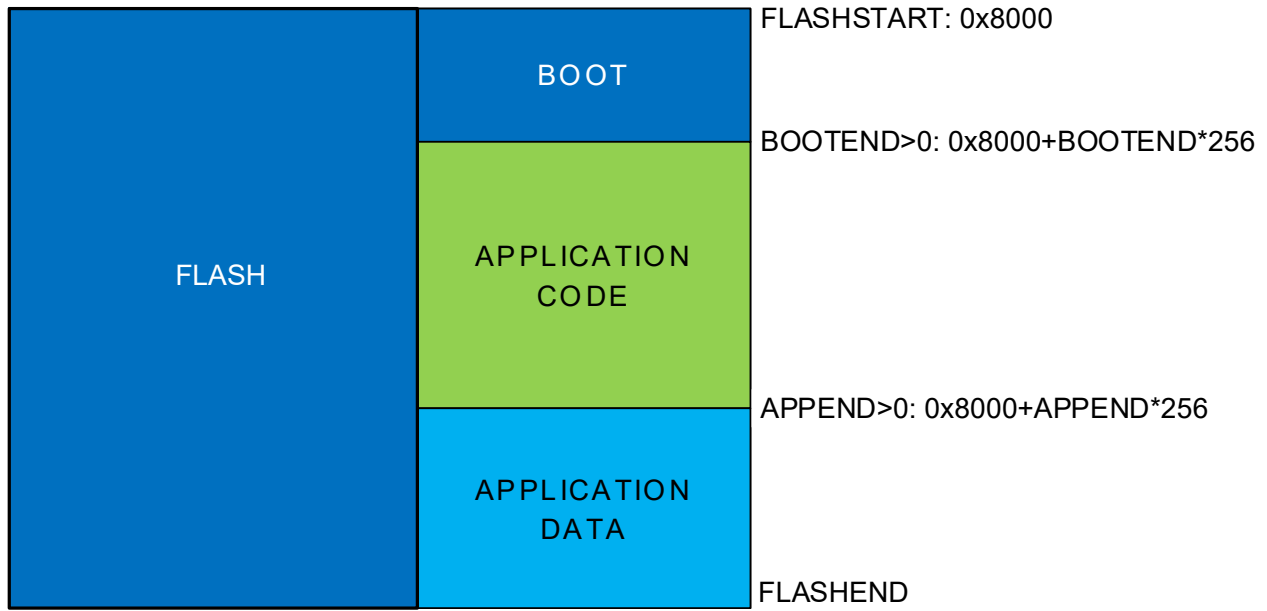 FLASHSTART: 0x8000
BOOT
BOOTEND>0: 0x8000+BOOTEND*256
FLASH
APPLICATION
CODE
APPEND>0: 0x8000+APPEND*256
APPLICATION
DATA
FLASHEND